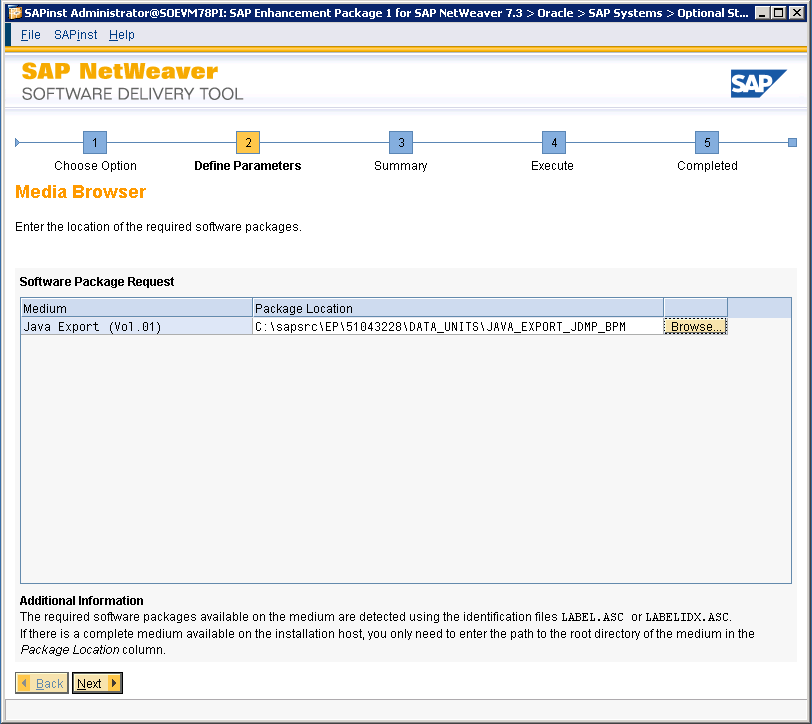 SAPinst Administrator@SOEVM78PI: SAP Enhancement Package 1 for SAP NetWeaver 7.3 > Oracle > SAP Systems > Optional St...
File SAPinst Help
SAP NetWeaver
SOFTWARE DELIVERY TOOL
SAP
1 2 3 4 5
Choose Option Define Parameters Summary Execute Completed
Media Browser
Enter the location of the required software packages.
Software Package Request
Medium Package Location
Java Export (Vol.01) C:\sapsrc\EP\51043228\DATA_UNITS\JAVA_EXPORT_JDMP_BPM Browse...
Additional Information
The required software packages available on the medium are detected using the identification files LABEL.ASC or LABELIDX.ASC.
If there is a complete medium available on the installation host, you only need to enter the path to the root directory of the medium in the
Package Location column.
Back Next